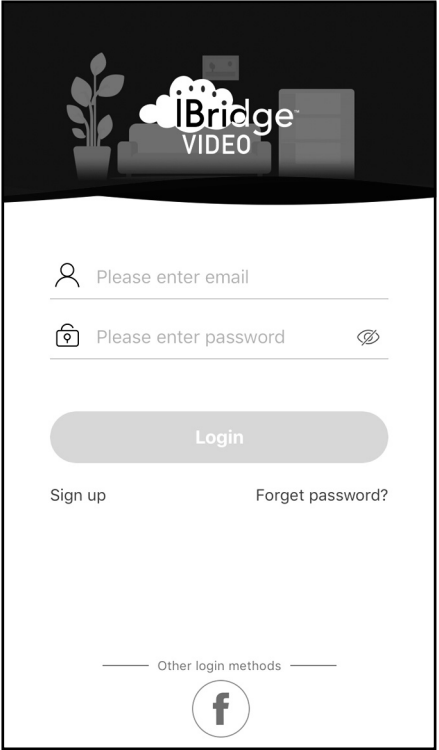 IBridge™
VIDEO
Please enter email
Please enter password
Login
Sign up Forget password?
Other login methods
f